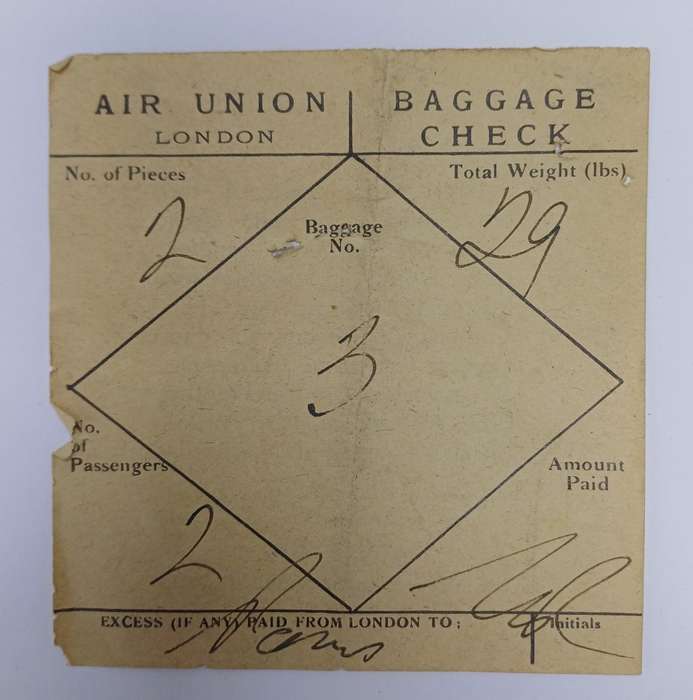 AIR UNION
LONDON
BAGGAGE
CHECK
No. of Pieces
2
Total Weight (lbs)
29
Baggage
No.
3
No.
of
Passengers
2
Amount
Paid
EXCESS (IF ANY) PAID FROM LONDON TO;
Paris
Initials